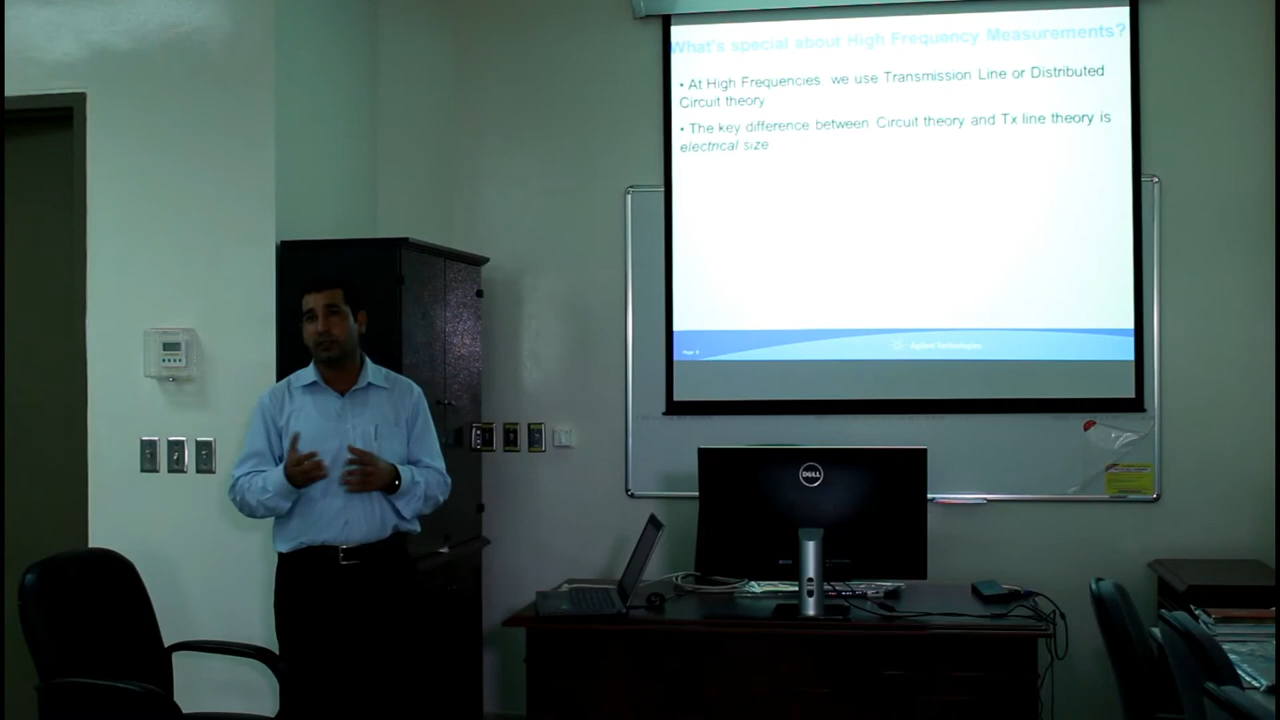 What's special about High Frequency Measurements?
• At High Frequencies, we use Transmission Line or Distributed
Circuit theory
• The key difference between Circuit theory and Tx line theory is
electrical size
Agilent Technologies
DELL